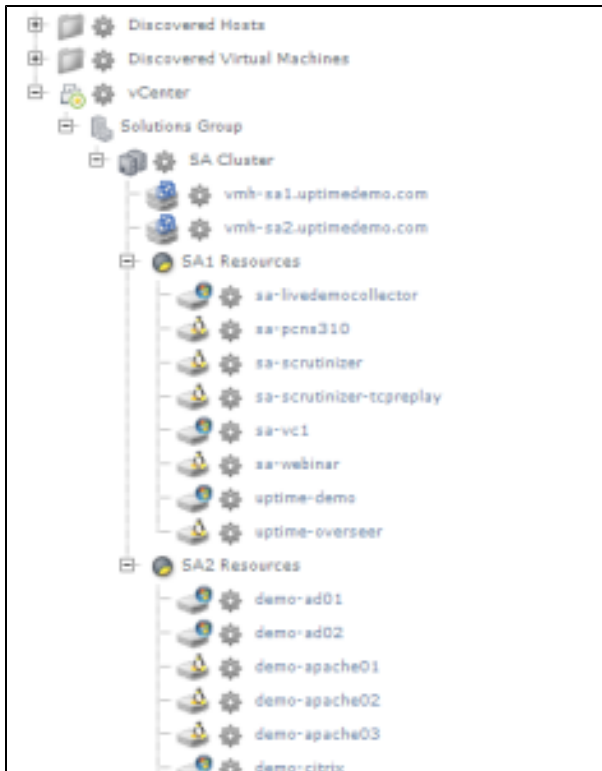 Discovered Hosts
Discovered Virtual Machines
vCenter
Solutions Group
SA Cluster
vmh-sa1.uptimedemo.com
vmh-sa2.uptimedemo.com
SA1 Resources
sa-livedemocollector
sa-pcns310
sa-scrutinizer
sa-scrutinizer-tcpreplay
sa-vc1
sa-webinar
uptime-demo
uptime-overseer
SA2 Resources
demo-ad01
demo-ad02
demo-apache01
demo-apache02
demo-apache03
demo-citrix